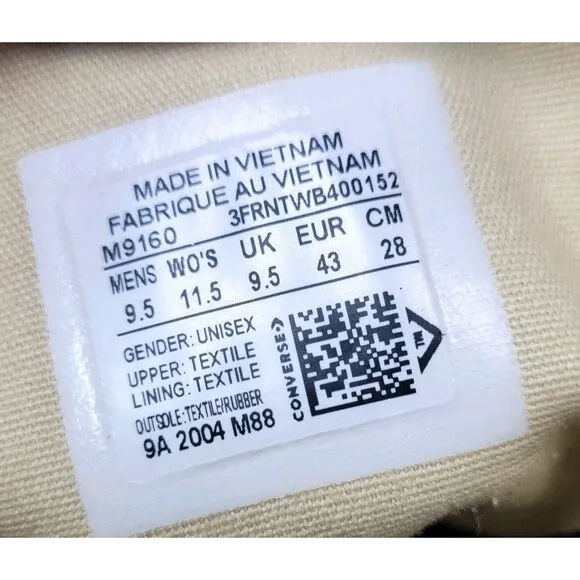 MADE IN VIETNAM
FABRIQUE AU VIETNAM
M9160 3FRNTWB400152
MENS WO'S UK EUR CM
9.5 11.5 9.5 43 28
GENDER: UNISEX
UPPER: TEXTILE
LINING: TEXTILE
OUTSOLE: TEXTILE/RUBBER
9A 2004 M88
CONVERSE
TM